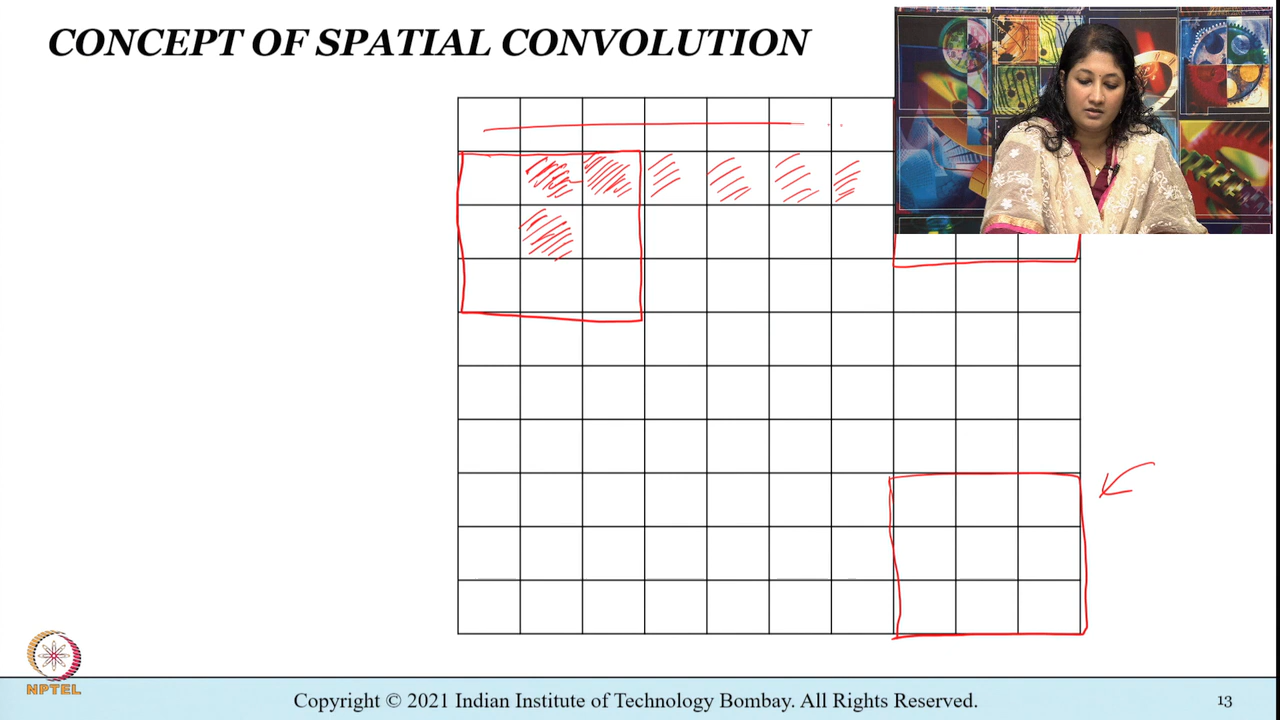 CONCEPT OF SPATIAL CONVOLUTION
NPTEL
Copyright © 2021 Indian Institute of Technology Bombay. All Rights Reserved.
13